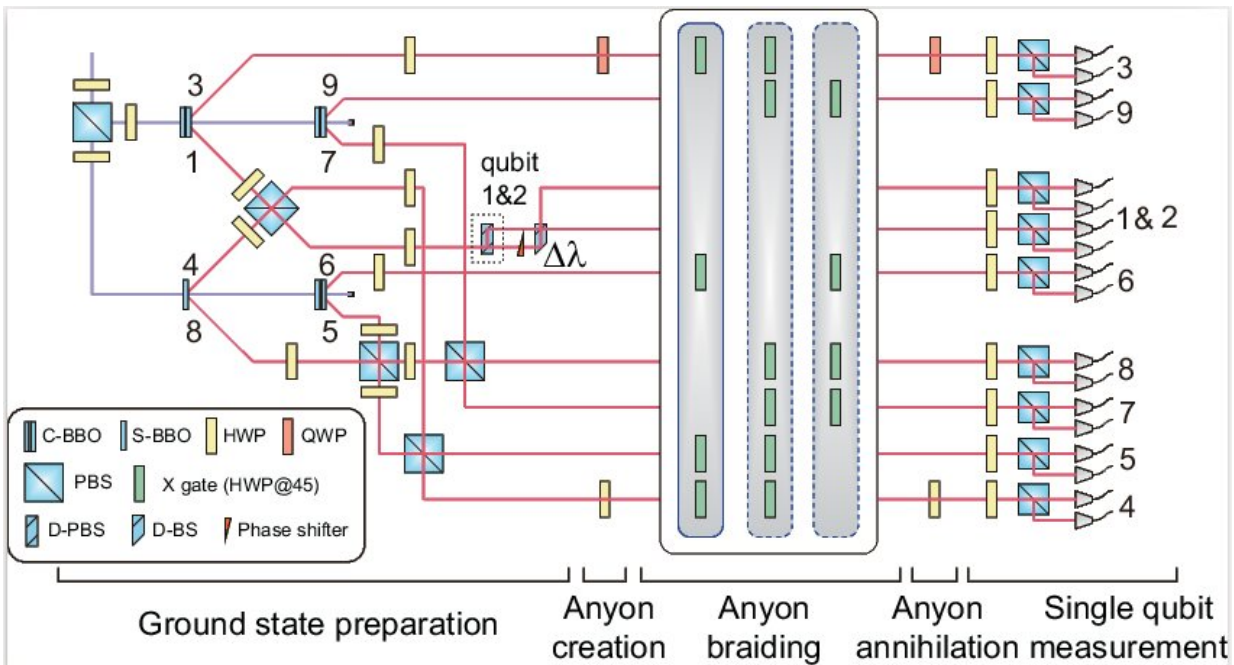 3
9
3
9
1
7
qubit
1&2
1& 2
Δλ
4
6
6
8
5
8
7
5
4
C-BBO
S-BBO
HWP
QWP
PBS
X gate (HWP@45)
D-PBS
D-BS
Phase shifter
Ground state preparation
Anyon
creation
Anyon
braiding
Anyon
annihilation
Single qubit
measurement